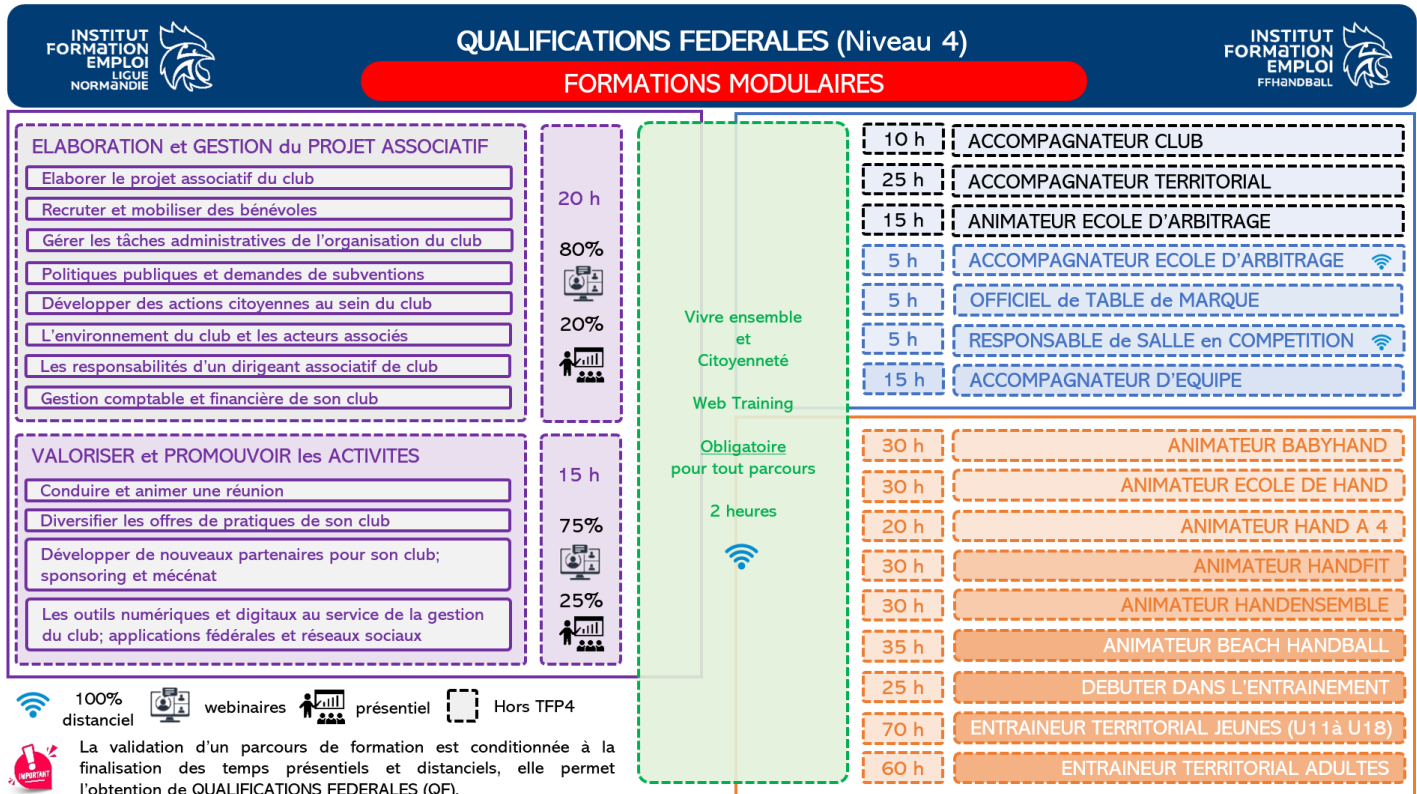 INSTITUT
FORMATION
EMPLOI
LIGUE
NORMANDIE
QUALIFICATIONS FEDERALES (Niveau 4)
FORMATIONS MODULAIRES
INSTITUT
FORMATION
EMPLOI
FFHANDBALL
ELABORATION et GESTION du PROJET ASSOCIATIF
Elaborer le projet associatif du club
Recruter et mobiliser des bénévoles
Gérer les tâches administratives de l'organisation du club
Politiques publiques et demandes de subventions
Développer des actions citoyennes au sein du club
L'environnement du club et les acteurs associés
Les responsabilités d'un dirigeant associatif de club
Gestion comptable et financière de son club
20 h
80%
20%
VALORISER et PROMOUVOIR les ACTIVITES
Conduire et animer une réunion
Diversifier les offres de pratiques de son club
Développer de nouveaux partenaires pour son club;
sponsoring et mécénat
Les outils numériques et digitaux au service de la gestion
du club; applications fédérales et réseaux sociaux
15 h
75%
25%
Vivre ensemble
et
Citoyenneté
Web Training
Obligatoire
pour tout parcours
2 heures
10 h ACCOMPAGNATEUR CLUB
25 h ACCOMPAGNATEUR TERRITORIAL
15 h ANIMATEUR ECOLE D'ARBITRAGE
5 h ACCOMPAGNATEUR ECOLE D'ARBITRAGE
5 h OFFICIEL de TABLE de MARQUE
5 h RESPONSABLE de SALLE en COMPETITION
15 h ACCOMPAGNATEUR D'EQUIPE
30 h ANIMATEUR BABYHAND
30 h ANIMATEUR ECOLE DE HAND
20 h ANIMATEUR HAND A 4
30 h ANIMATEUR HANDFIT
30 h ANIMATEUR HANDENSEMBLE
35 h ANIMATEUR BEACH HANDBALL
25 h DEBUTER DANS L'ENTRAINEMENT
70 h ENTRAINEUR TERRITORIAL JEUNES (U11à U18)
60 h ENTRAINEUR TERRITORIAL ADULTES
100%
distanciel
webinaires
présentiel
Hors TFP4
IMPORTANT
La validation d'un parcours de formation est conditionnée à la
finalisation des temps présentiels et distanciels, elle permet
l'obtention de QUALIFICATIONS FEDERALES (QF).